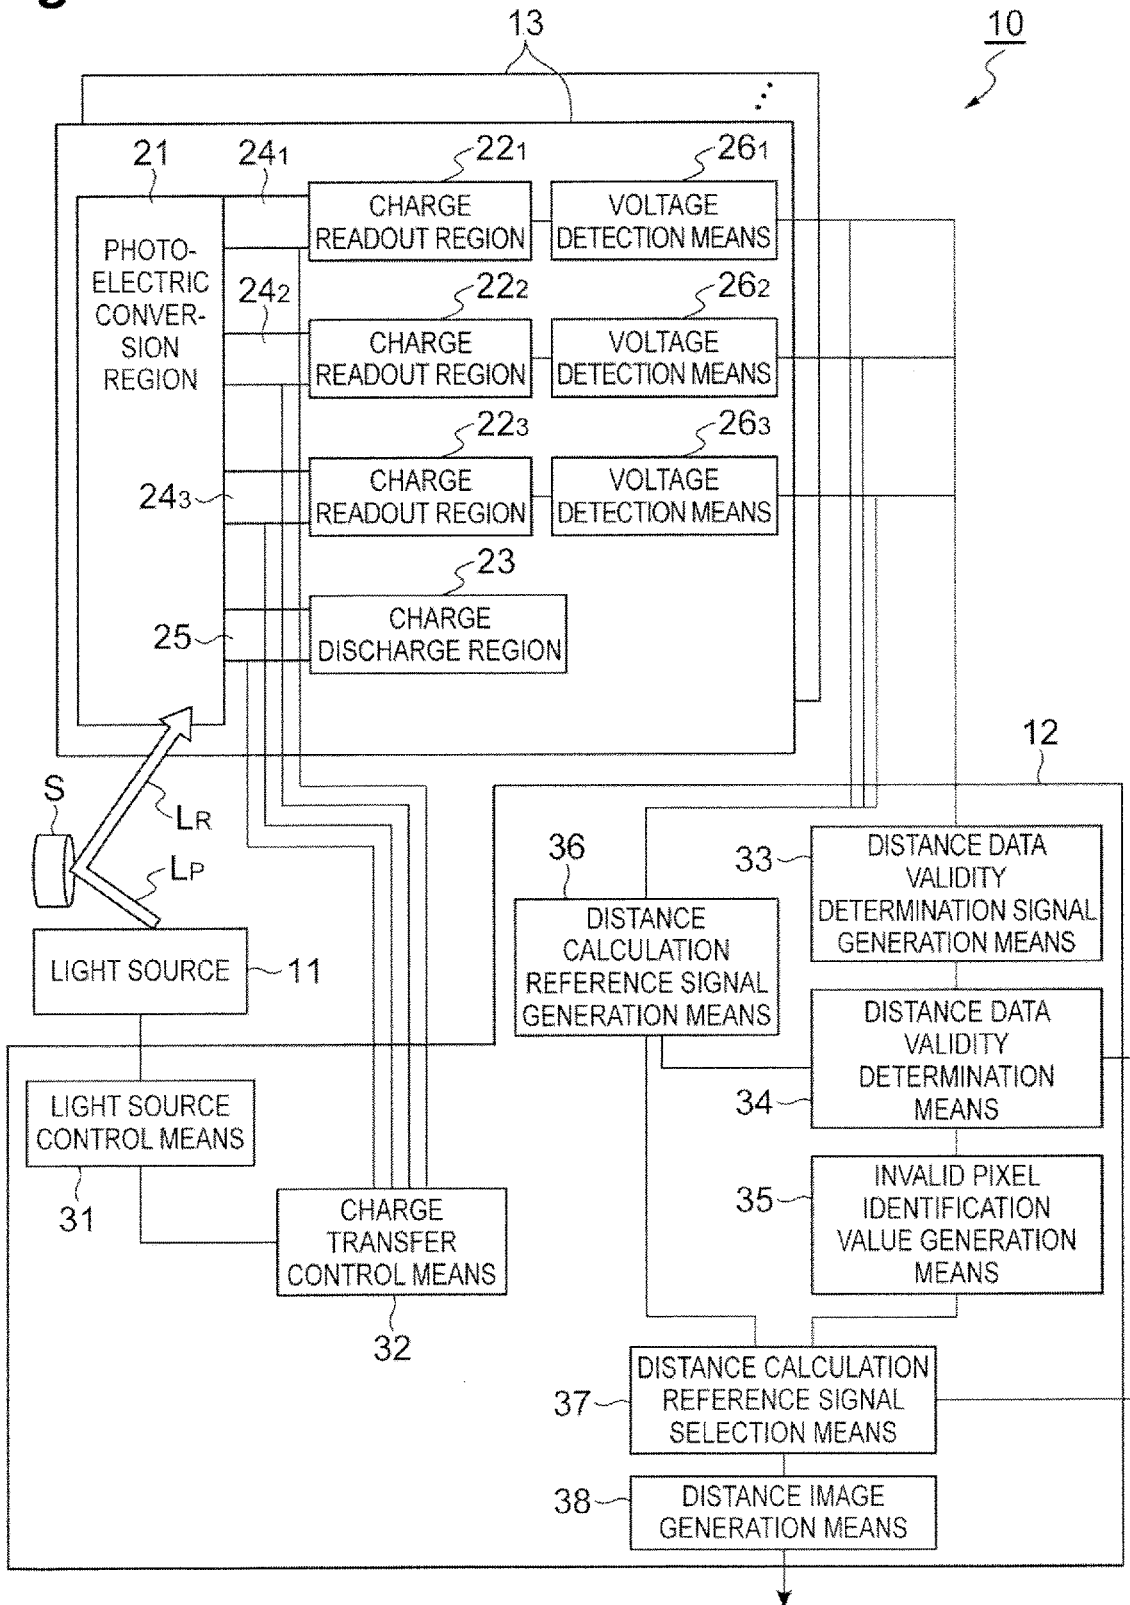 g
13
10
21
24₁
22₁
26₁
PHOTO-
ELECTRIC
CONVER-
SION
REGION
CHARGE
READOUT REGION
VOLTAGE
DETECTION MEANS
24₂
22₂
26₂
CHARGE
READOUT REGION
VOLTAGE
DETECTION MEANS
22₃
26₃
24₃
CHARGE
READOUT REGION
VOLTAGE
DETECTION MEANS
23
25
CHARGE
DISCHARGE REGION
12
S
LR
LP
36
33
DISTANCE DATA
VALIDITY
DETERMINATION SIGNAL
GENERATION MEANS
DISTANCE
CALCULATION
REFERENCE SIGNAL
GENERATION MEANS
LIGHT SOURCE
11
34
DISTANCE DATA
VALIDITY
DETERMINATION
MEANS
LIGHT SOURCE
CONTROL MEANS
31
35
INVALID PIXEL
IDENTIFICATION
VALUE GENERATION
MEANS
CHARGE
TRANSFER
CONTROL MEANS
32
37
DISTANCE CALCULATION
REFERENCE SIGNAL
SELECTION MEANS
38
DISTANCE IMAGE
GENERATION MEANS